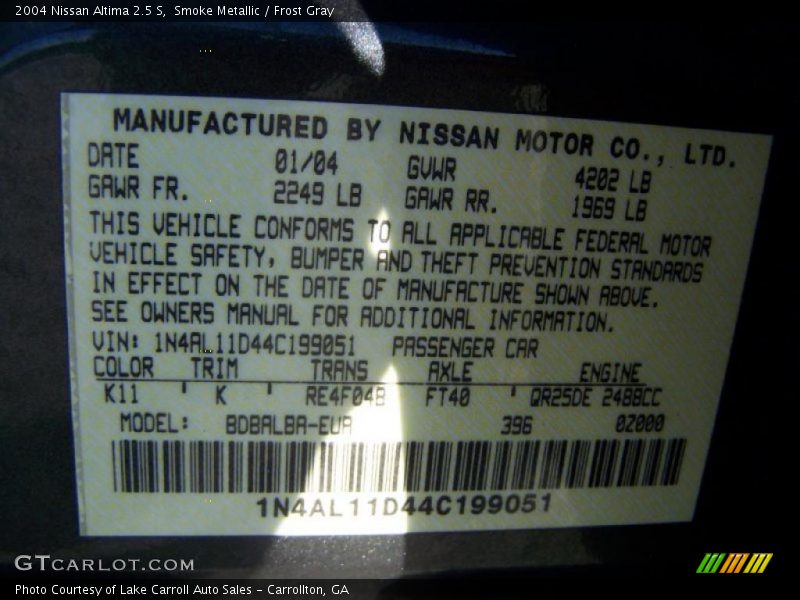 2004 Nissan Altima 2.5 S, Smoke Metallic / Frost Gray
MANUFACTURED BY NISSAN MOTOR CO., LTD.
DATE 01/04 GVWR 4202 LB
GAWR FR. 2249 LB GAWR RR. 1969 LB
THIS VEHICLE CONFORMS TO ALL APPLICABLE FEDERAL MOTOR
VEHICLE SAFETY, BUMPER AND THEFT PREVENTION STANDARDS
IN EFFECT ON THE DATE OF MANUFACTURE SHOWN ABOVE.
SEE OWNERS MANUAL FOR ADDITIONAL INFORMATION.
VIN: 1N4AL11D44C199051 PASSENGER CAR
COLOR TRIM TRANS AXLE ENGINE
K11 K RE4F04B FT40 QR25DE 2488CC
MODEL: BDBALBA-EUA 396 0Z000
1N4AL11D44C199051
GTCARLOT.COM
Photo Courtesy of Lake Carroll Auto Sales - Carrollton, GA